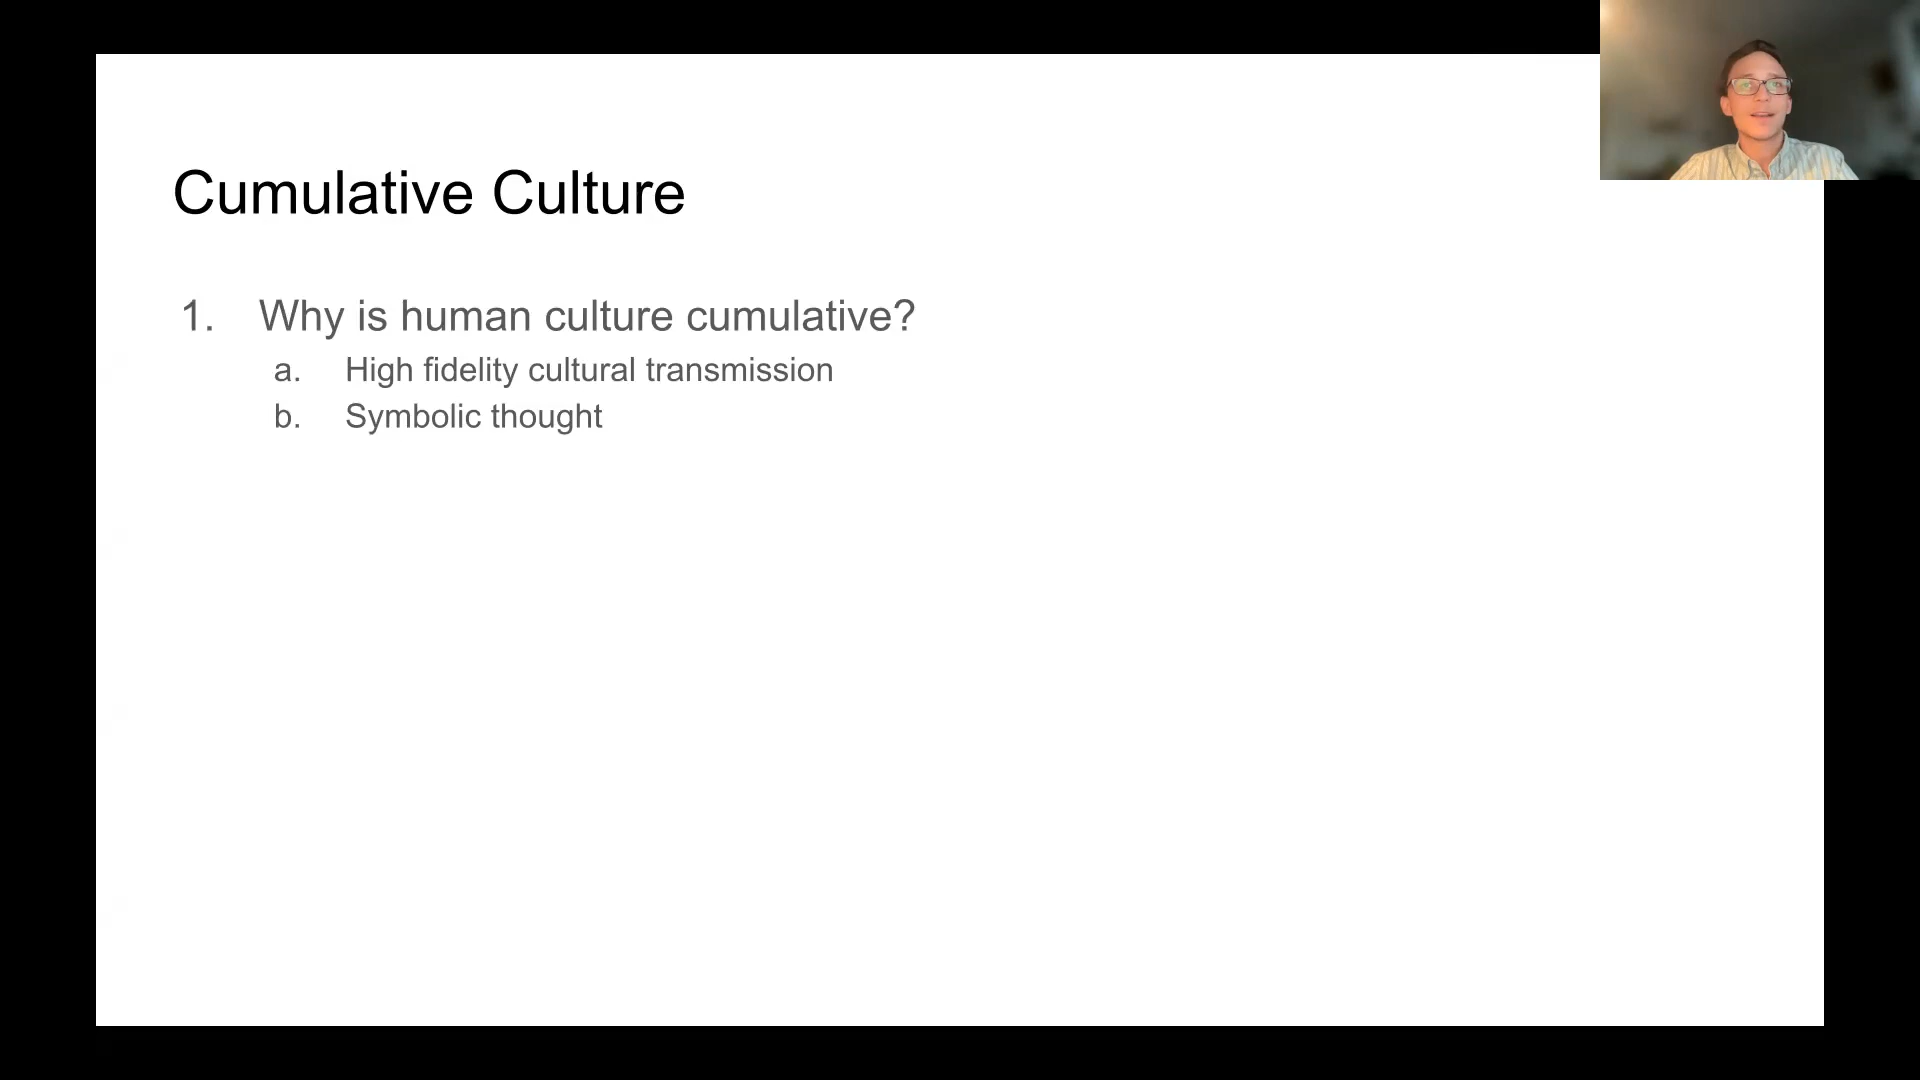 Cumulative Culture
1. Why is human culture cumulative?
a. High fidelity cultural transmission
b. Symbolic thought